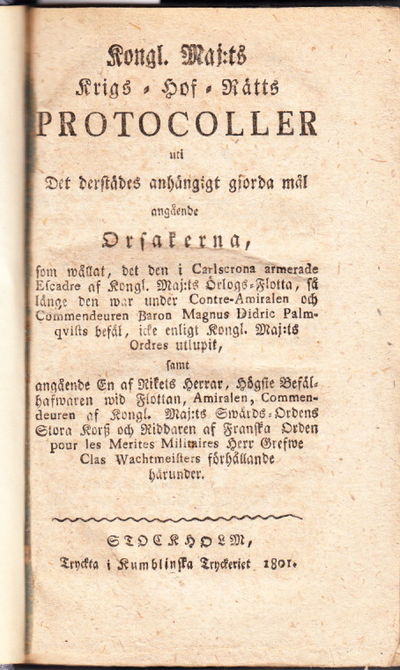 Kongl. Maj:ts
Krigs-Hof-Rätts
PROTOCOLLER
uti
Det derstädes anhängigt gjorda mål
angående
Orsakerna,
som wållat, det den i Carlscrona armerade
Escadre af Kongl. Maj:ts Örlogs-Flotta, så
länge den war under Contre-Amiralen och
Commendeuren Baron Magnus Didric Palm-
qvists befäl, icke enligt Kongl. Maj:ts
Ordres utlupit,
samt
angående En af Rikets Herrar, Högste Befäl-
hafwaren wid Flottan, Amiralen, Commen-
deuren af Kongl. Maj:ts Swärds-Ordens
Stora Korß och Riddaren af Franska Orden
pour les Merites Militaires Herr Grefwe
Clas Wachtmeisters förhållande
härunder.
STOCKHOLM,
Tryckta i Kumblinska Tryckeriet 1801.